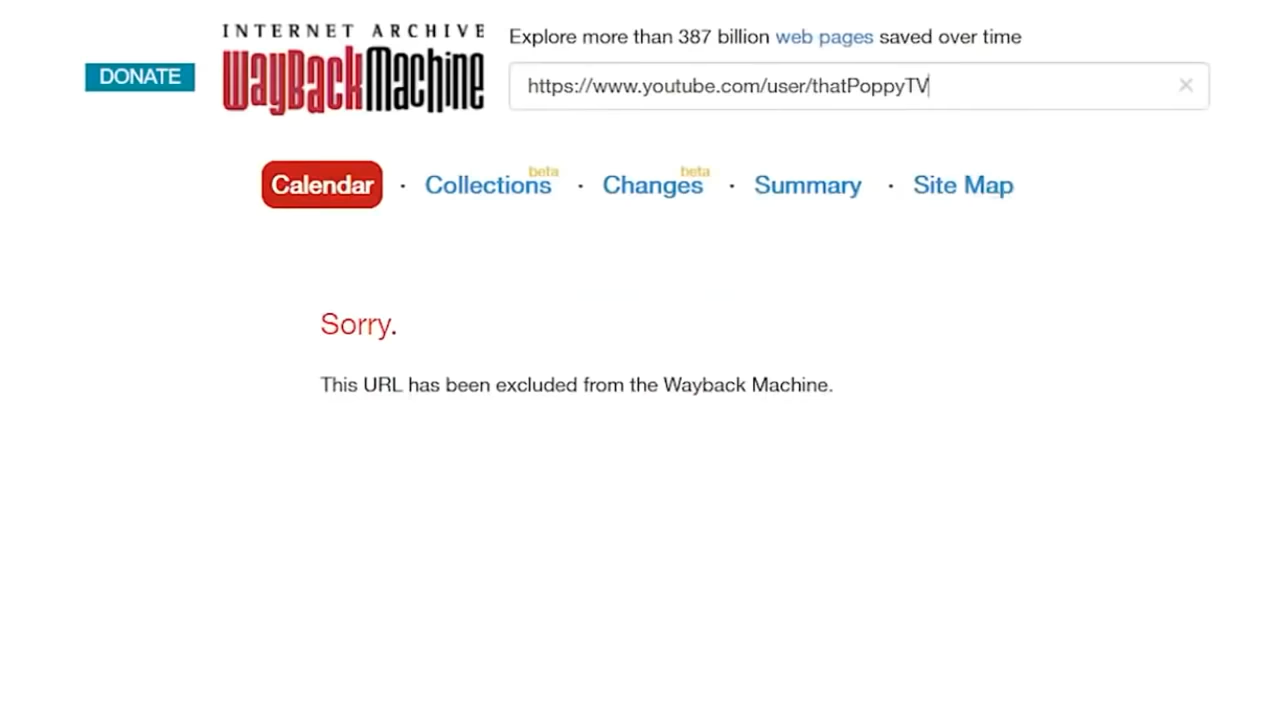 INTERNET ARCHIVE
WayBackMachine
DONATE
Explore more than 387 billion web pages saved over time
https://www.youtube.com/user/thatPoppyTV ×
Calendar · Collections beta · Changes beta · Summary · Site Map
Sorry.
This URL has been excluded from the Wayback Machine.